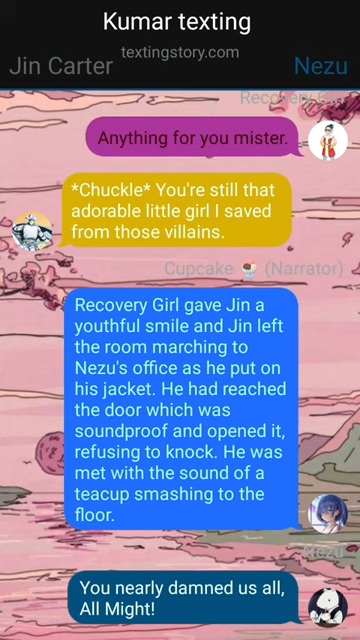 Kumar texting
textingstory.com
Jin Carter
Nezu
Recovery Girl
Anything for you mister.
*Chuckle* You're still that
adorable little girl I saved
from those villains.
Cupcake 🍧 (Narrator)
Recovery Girl gave Jin a
youthful smile and Jin left
the room marching to
Nezu's office as he put on
his jacket. He had reached
the door which was
soundproof and opened it,
refusing to knock. He was
met with the sound of a
teacup smashing to the
floor.
Nezu
You nearly damned us all,
All Might!